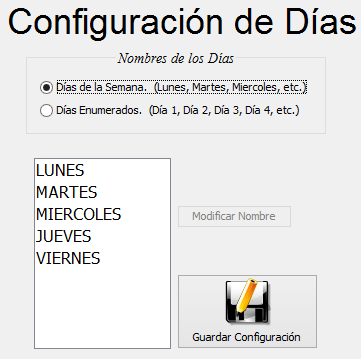 Configuración de Días
Nombres de los Días
Días de la Semana. (Lunes, Martes, Miercoles, etc.)
Días Enumerados. (Día 1, Día 2, Día 3, Día 4, etc.)
LUNES
MARTES
MIERCOLES
JUEVES
VIERNES
Modificar Nombre
Guardar Configuración